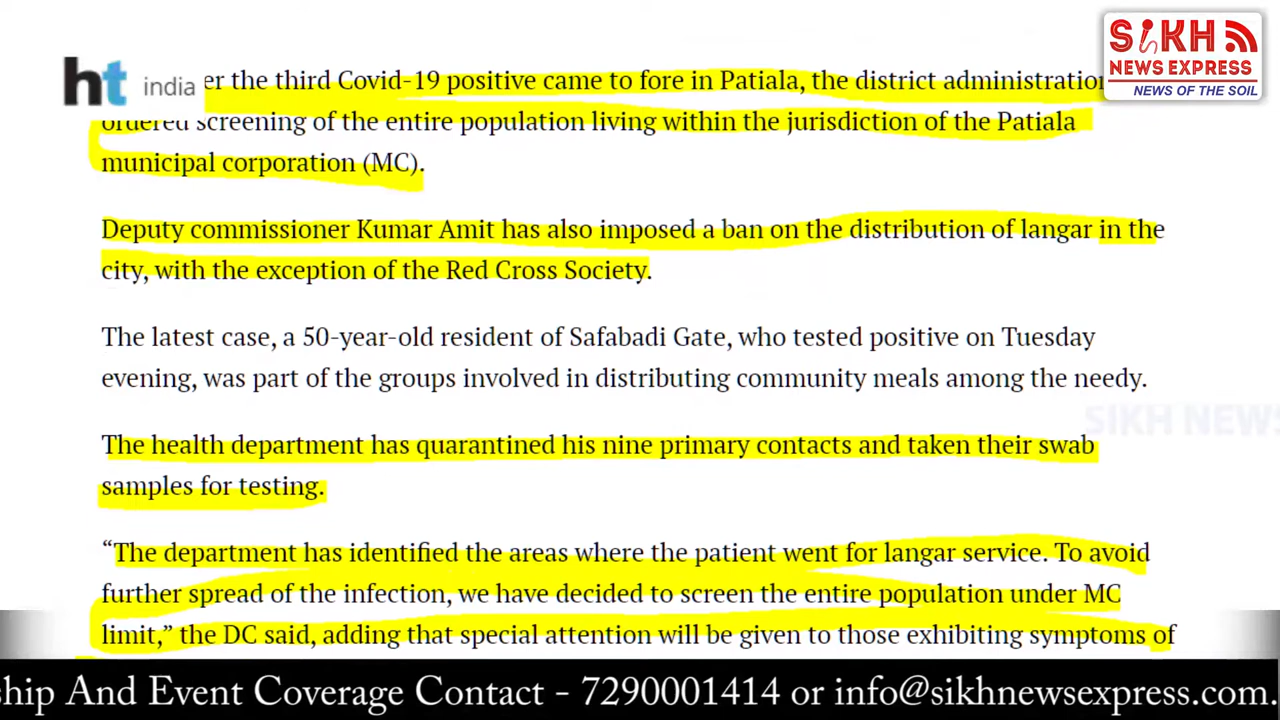 SiKH
NEWS EXPRESS
NEWS OF THE SOIL
ht india
er the third Covid-19 positive came to fore in Patiala, the district administration
ordered screening of the entire population living within the jurisdiction of the Patiala
municipal corporation (MC).
Deputy commissioner Kumar Amit has also imposed a ban on the distribution of langar in the
city, with the exception of the Red Cross Society.
The latest case, a 50-year-old resident of Safabadi Gate, who tested positive on Tuesday
evening, was part of the groups involved in distributing community meals among the needy.
SIKH NEWS
The health department has quarantined his nine primary contacts and taken their swab
samples for testing.
“The department has identified the areas where the patient went for langar service. To avoid
further spread of the infection, we have decided to screen the entire population under MC
limit,” the DC said, adding that special attention will be given to those exhibiting symptoms of
ship And Event Coverage Contact - 7290001414 or info@sikhnewsexpress.com.